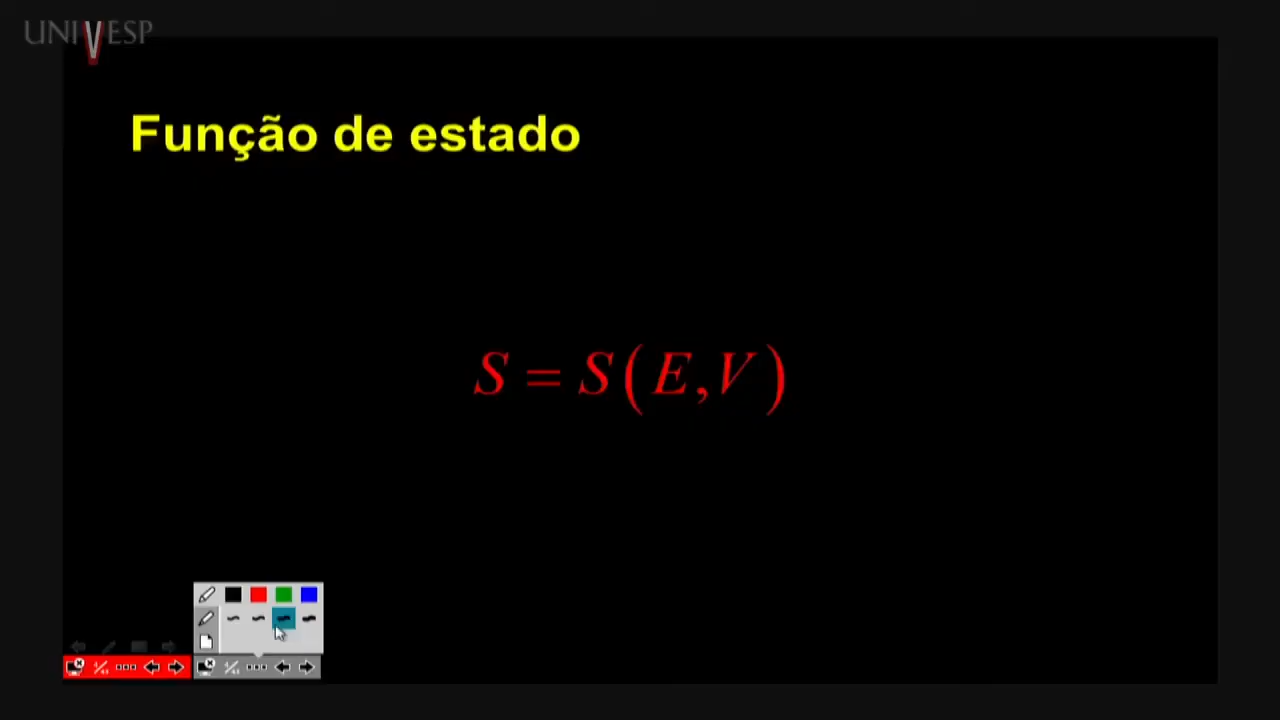 UNIVESP
Função de estado
S = S(E,V)